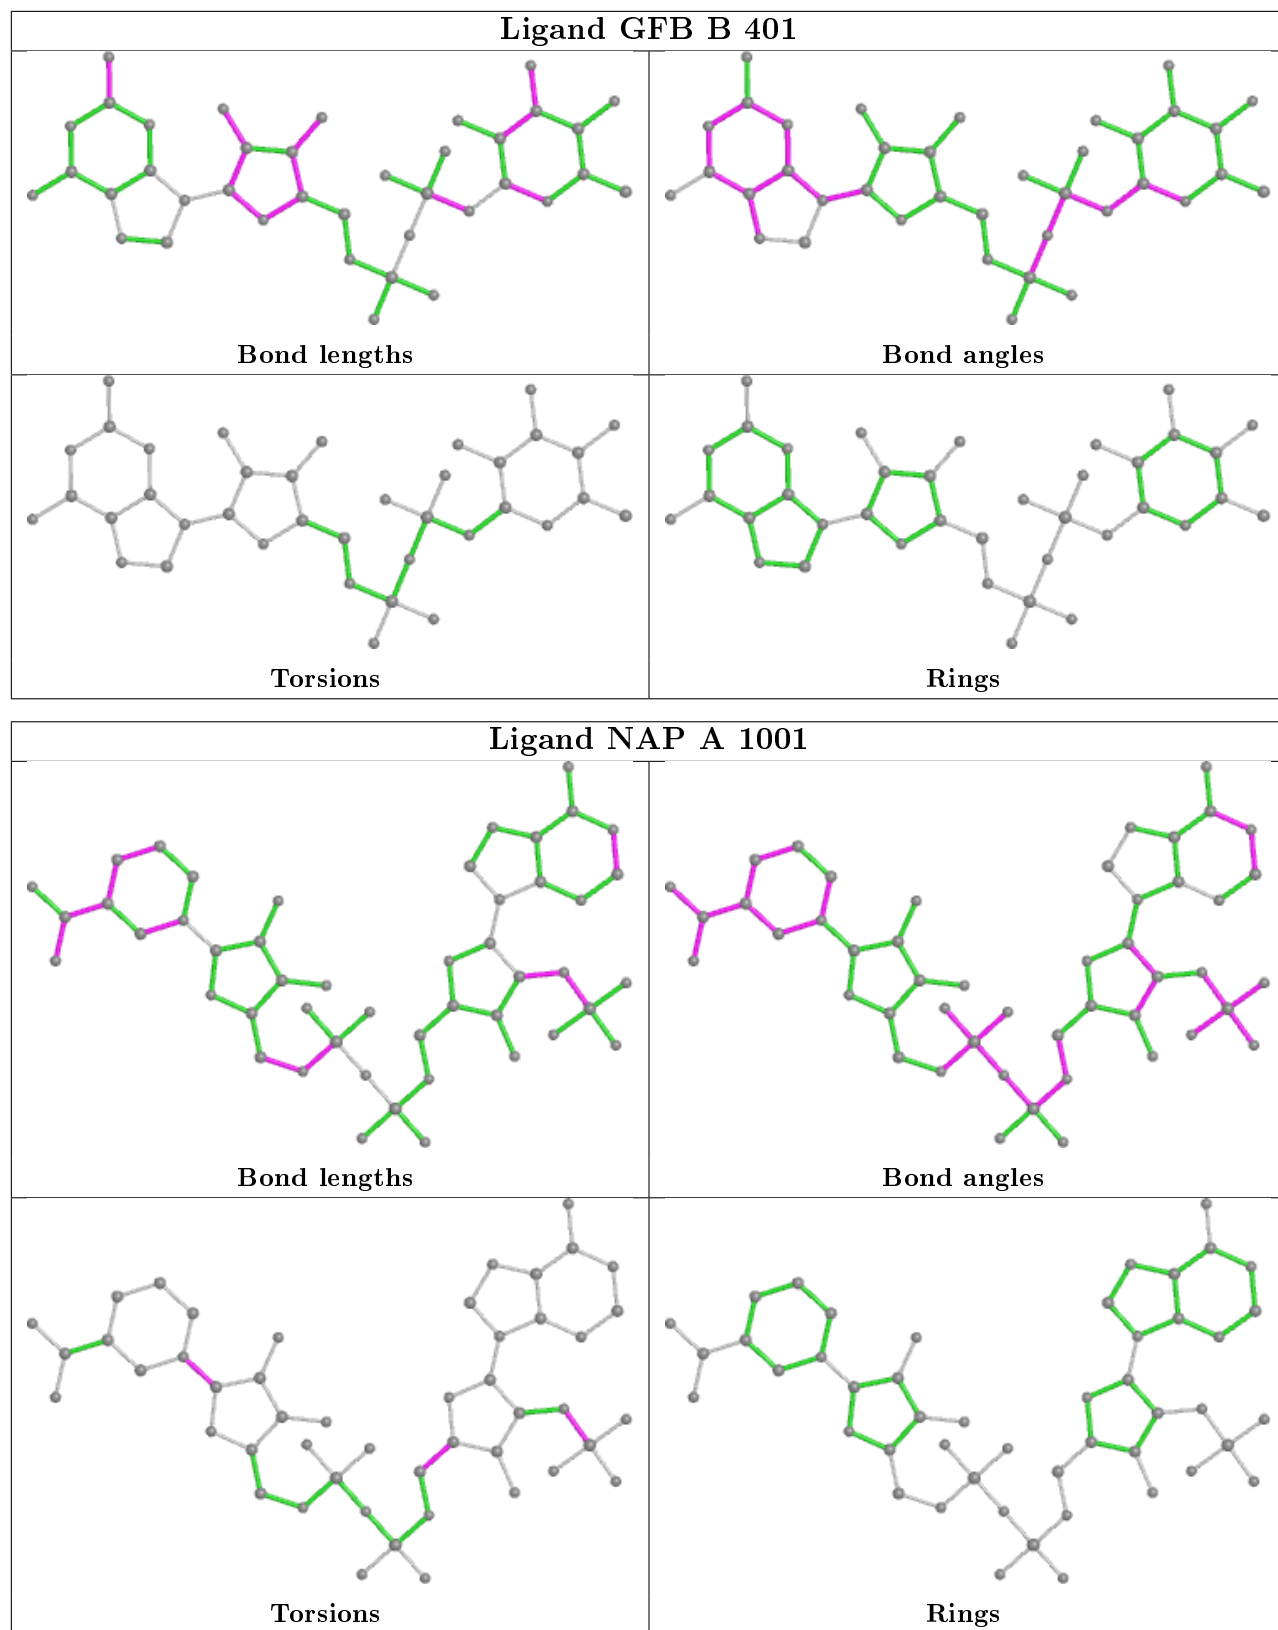 Ligand GFB B 401
Bond lengths
Bond angles
Torsions
Rings
Ligand NAP A 1001
Bond lengths
Bond angles
Torsions
Rings